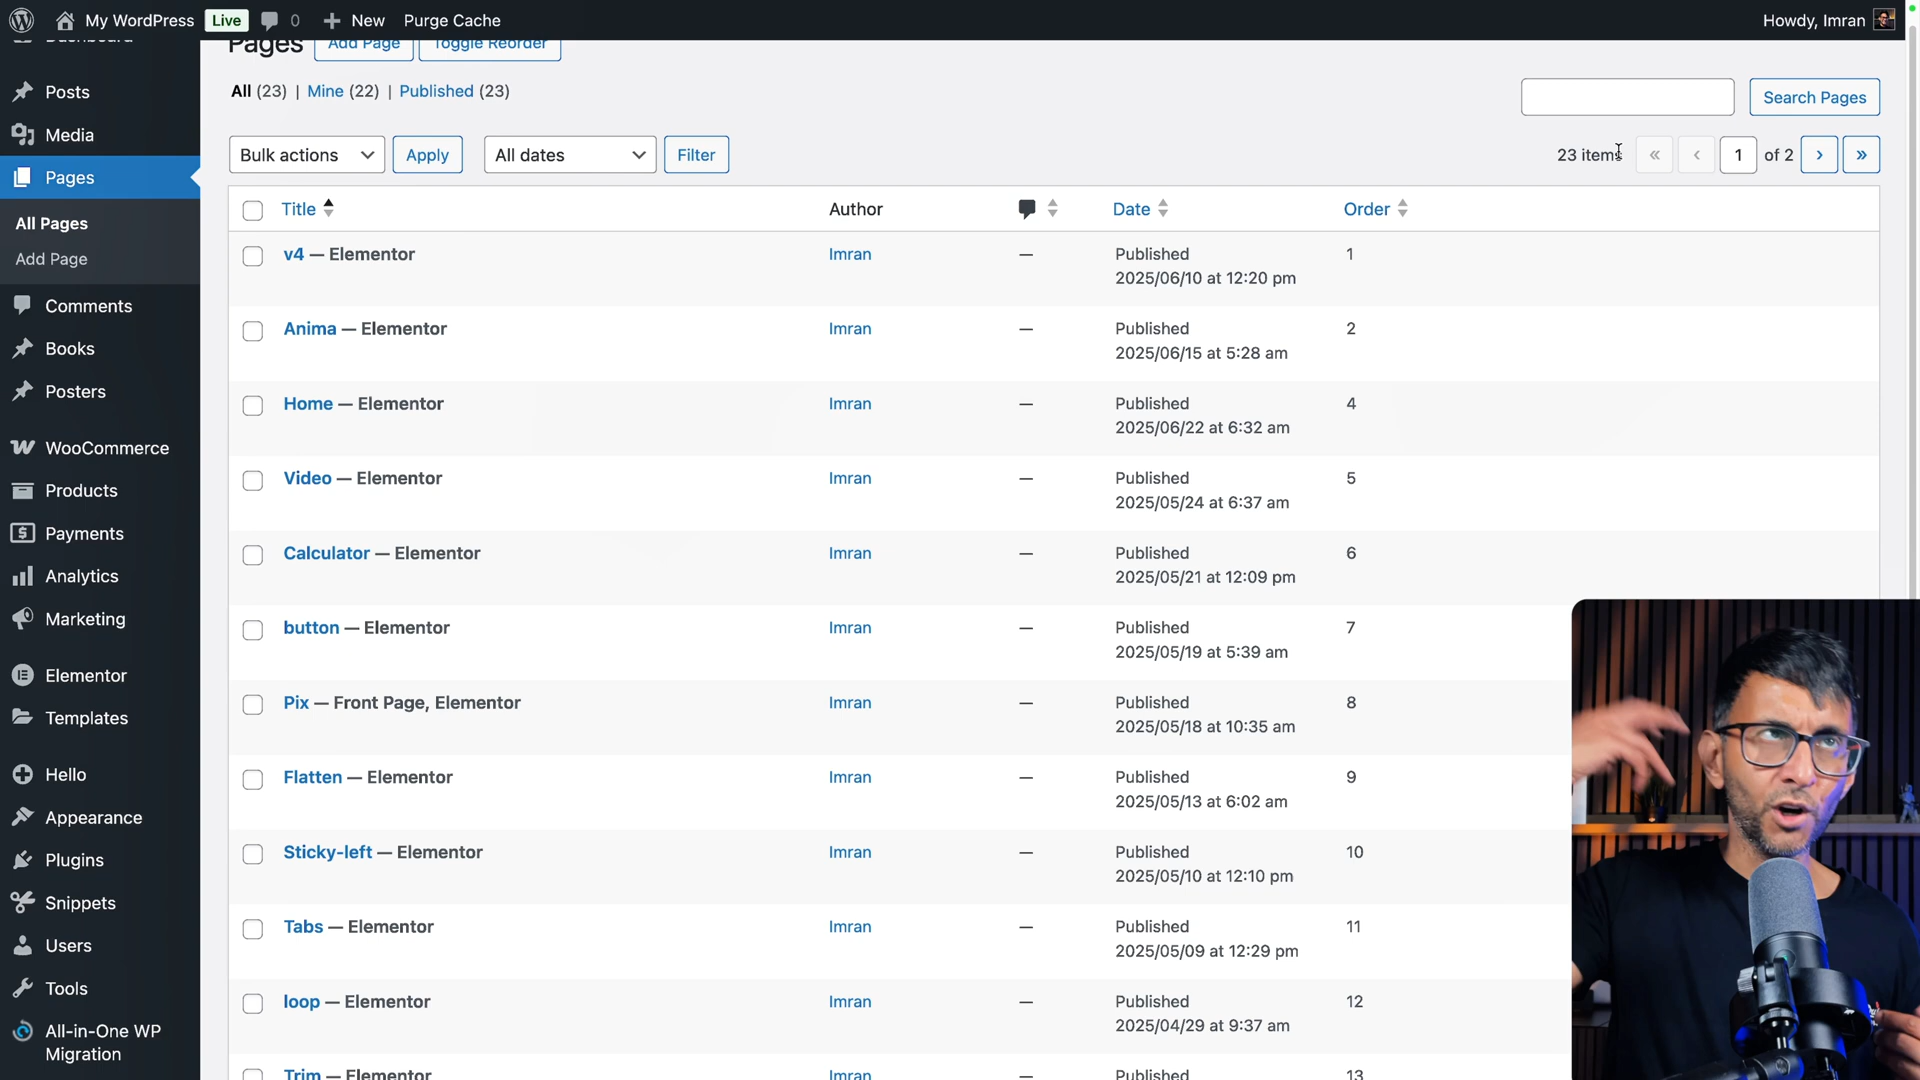 My WordPress Live 0 New Purge Cache Howdy, Imran
Dashboard
Posts
Media
Pages
All Pages
Add Page
Comments
Books
Posters
WooCommerce
Products
Payments
Analytics
Marketing
Elementor
Templates
Hello
Appearance
Plugins
Snippets
Users
Tools
All-in-One WP
Migration
Pages Add Page Toggle Reorder
All (23) | Mine (22) | Published (23)
Search Pages
Bulk actions Apply All dates Filter
23 items « ‹ 1 of 2 › »
Title Author Date Order
v4 — Elementor Imran — Published 1
2025/06/10 at 12:20 pm
Anima — Elementor Imran — Published 2
2025/06/15 at 5:28 am
Home — Elementor Imran — Published 4
2025/06/22 at 6:32 am
Video — Elementor Imran — Published 5
2025/05/24 at 6:37 am
Calculator — Elementor Imran — Published 6
2025/05/21 at 12:09 pm
button — Elementor Imran — Published 7
2025/05/19 at 5:39 am
Pix — Front Page, Elementor Imran — Published 8
2025/05/18 at 10:35 am
Flatten — Elementor Imran — Published 9
2025/05/13 at 6:02 am
Sticky-left — Elementor Imran — Published 10
2025/05/10 at 12:10 pm
Tabs — Elementor Imran — Published 11
2025/05/09 at 12:29 pm
loop — Elementor Imran — Published 12
2025/04/29 at 9:37 am
Trim — Elementor Imran Published 13